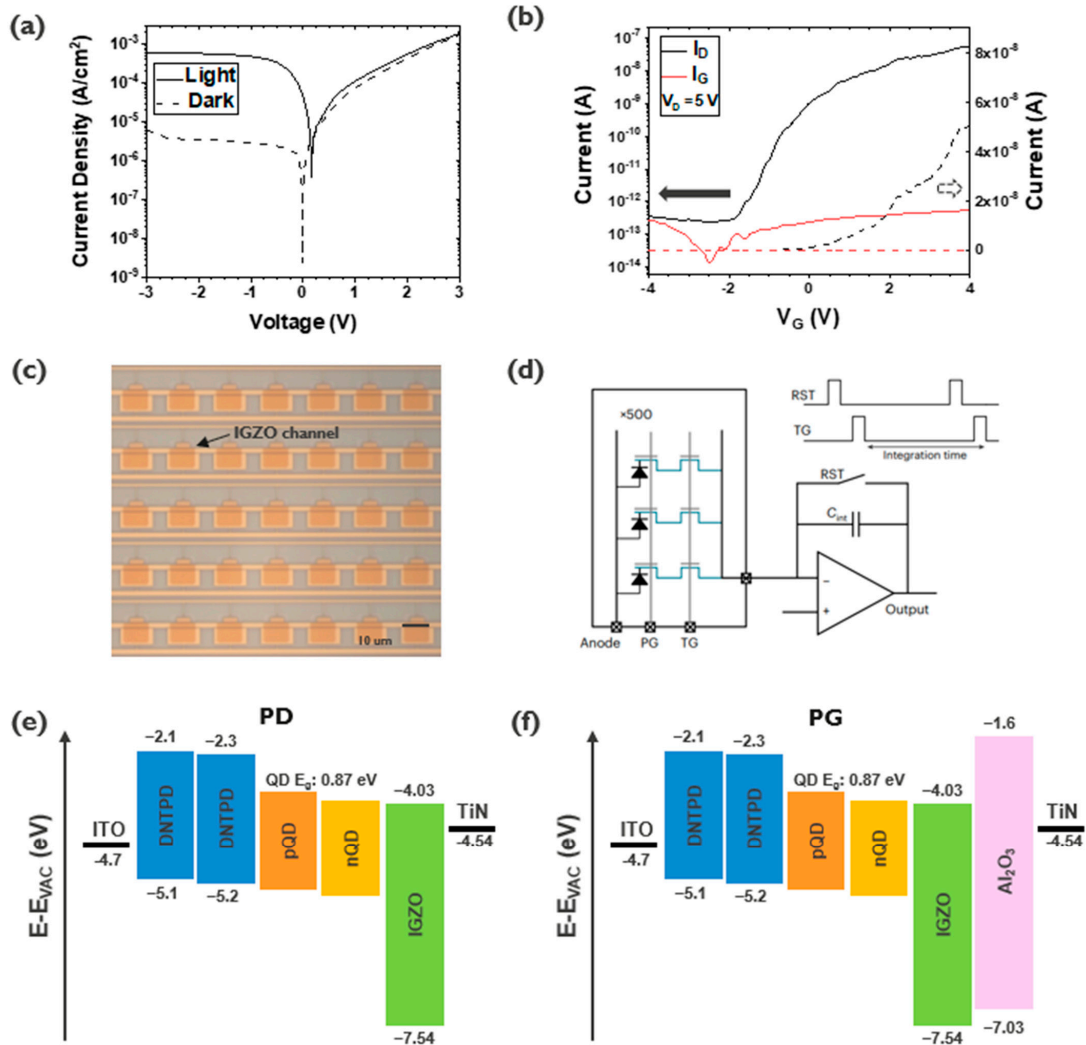 (a)
Current Density (A/cm²)
10⁻³
10⁻⁴
10⁻⁵
10⁻⁶
10⁻⁷
10⁻⁸
10⁻⁹
Light
Dark
-3 -2 -1 0 1 2 3
Voltage (V)
(b)
Current (A)
10⁻⁷
10⁻⁸
10⁻⁹
10⁻¹⁰
10⁻¹¹
10⁻¹²
10⁻¹³
10⁻¹⁴
I_D
I_G
V_D = 5 V
8x10⁻⁸
6x10⁻⁸
4x10⁻⁸
2x10⁻⁸
0
Current (A)
-4 -2 0 2 4
V_G (V)
(c)
IGZO channel
10 um
(d)
×500
RST
TG
Integration time
RST
C_int
−
+
Output
Anode PG TG
(e)
PD
E-E_VAC (eV)
ITO
-4.7
−2.1
DNTPD
−5.1
−2.3
DNTPD
−5.2
QD E_g: 0.87 eV
pQD
nQD
−4.03
IGZO
−7.54
TiN
-4.54
(f)
PG
E-E_VAC (eV)
ITO
-4.7
−2.1
DNTPD
−5.1
−2.3
DNTPD
−5.2
QD E_g: 0.87 eV
pQD
nQD
−4.03
IGZO
−7.54
−1.6
Al₂O₃
−7.03
TiN
-4.54